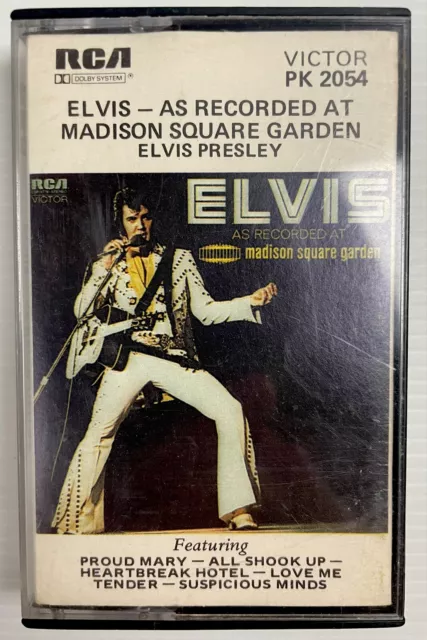 RCA
DOLBY SYSTEM ®
VICTOR
PK 2054
ELVIS – AS RECORDED AT
MADISON SQUARE GARDEN
ELVIS PRESLEY
RCA
VICTOR
ELVIS
AS RECORDED AT
madison square garden
Featuring
PROUD MARY – ALL SHOOK UP –
HEARTBREAK HOTEL – LOVE ME
TENDER – SUSPICIOUS MINDS